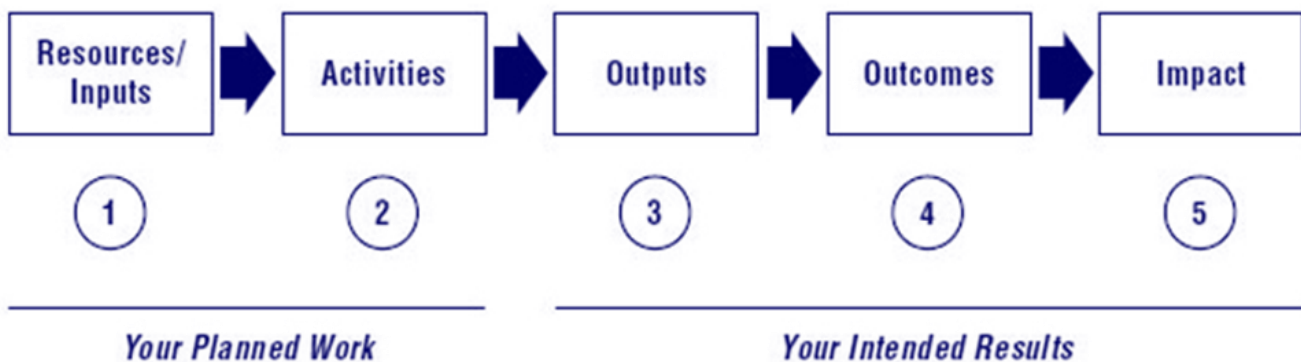 Resources/
Inputs
Activities
Outputs
Outcomes
Impact
1
2
3
4
5
Your Planned Work
Your Intended Results